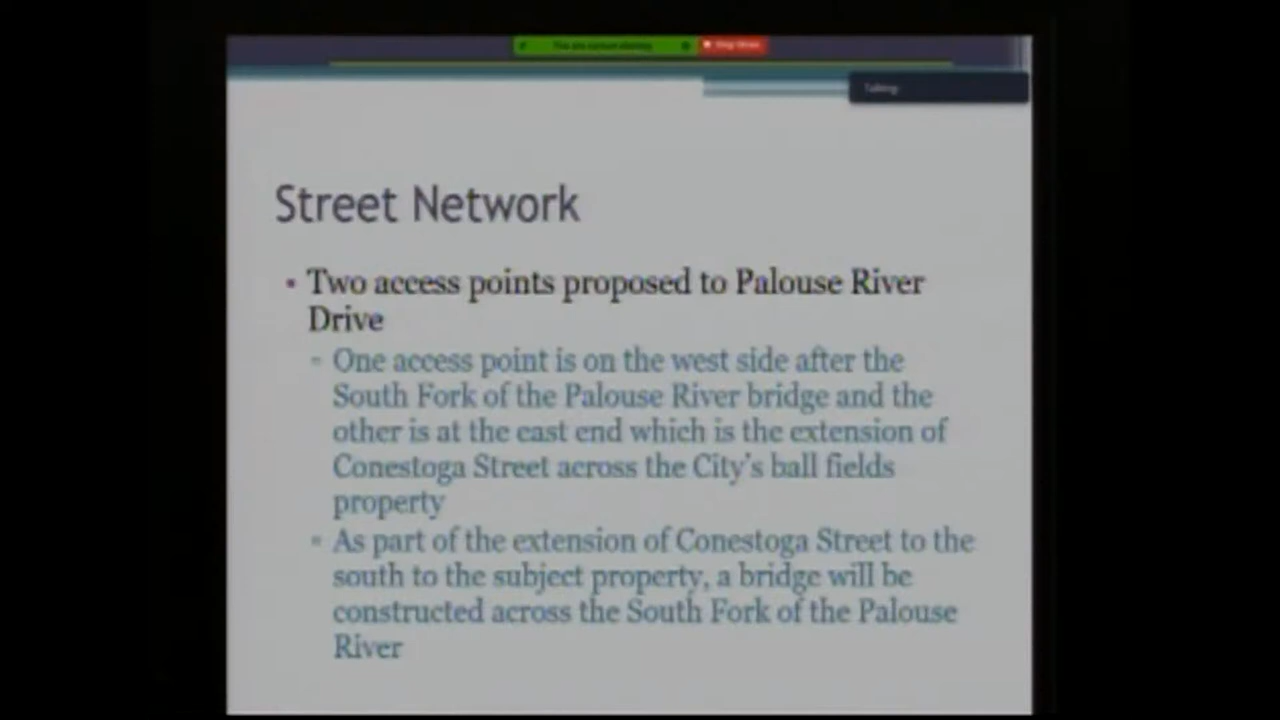 Talking:
Street Network
Two access points proposed to Palouse River
Drive
One access point is on the west side after the
South Fork of the Palouse River bridge and the
other is at the east end which is the extension of
Conestoga Street across the City's ball fields
property
As part of the extension of Conestoga Street to the
south to the subject property, a bridge will be
constructed across the South Fork of the Palouse
River